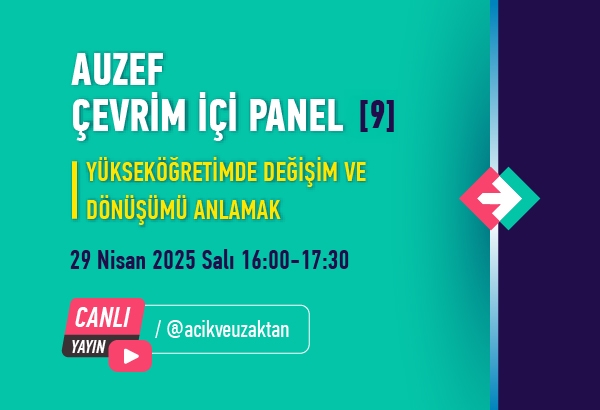 AUZEF
ÇEVRİM İÇİ PANEL [9]
YÜKSEKÖĞRETİMDE DEĞİŞİM VE
DÖNÜŞÜMÜ ANLAMAK
29 Nisan 2025 Salı 16:00-17:30
CANLI
YAYIN
/ @acikveuzaktan